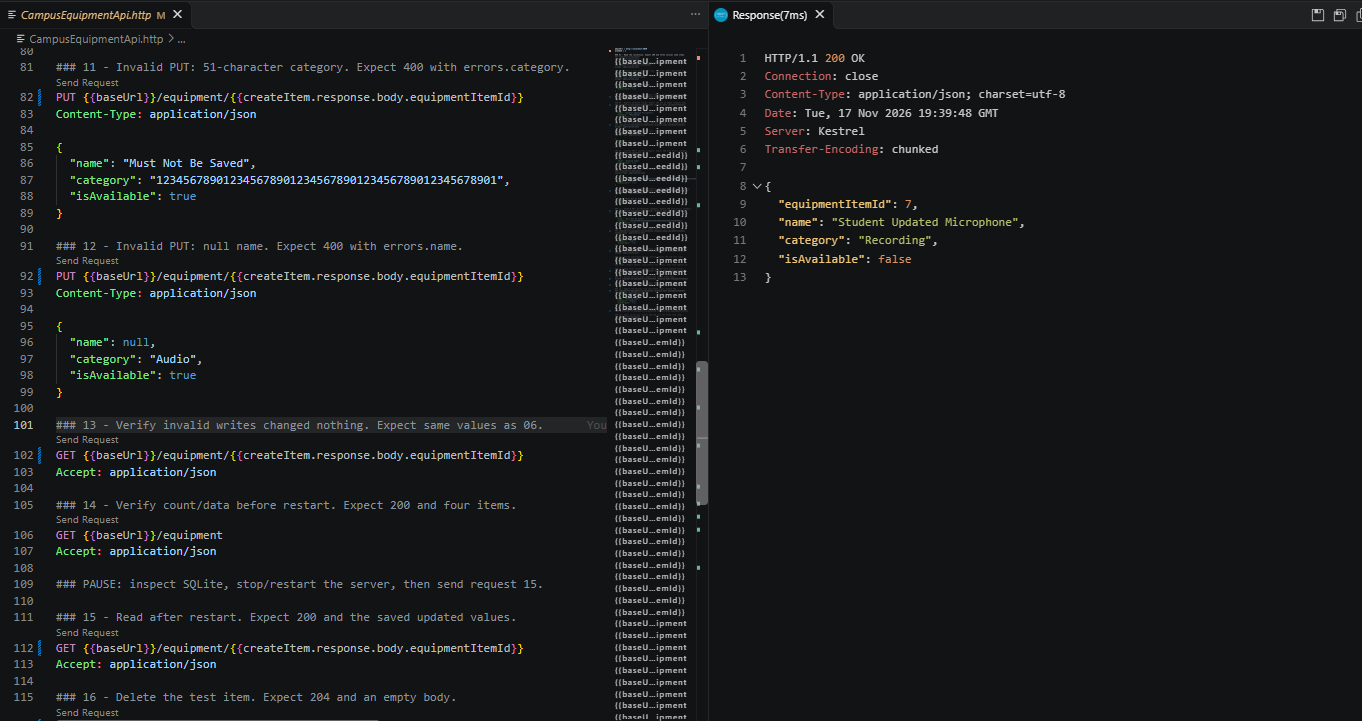 CampusEquipmentApi.http M
CampusEquipmentApi.http > ...
80
81 ### 11 - Invalid PUT: 51-character category. Expect 400 with errors.category.
Send Request
82 PUT {{baseUrl}}/equipment/{{createItem.response.body.equipmentItemId}}
83 Content-Type: application/json
84
85 {
86 "name": "Must Not Be Saved",
87 "category": "123456789012345678901234567890123456789012345678901",
88 "isAvailable": true
89 }
90
91 ### 12 - Invalid PUT: null name. Expect 400 with errors.name.
Send Request
92 PUT {{baseUrl}}/equipment/{{createItem.response.body.equipmentItemId}}
93 Content-Type: application/json
94
95 {
96 "name": null,
97 "category": "Audio",
98 "isAvailable": true
99 }
100
101 ### 13 - Verify invalid writes changed nothing. Expect same values as 06. You
Send Request
102 GET {{baseUrl}}/equipment/{{createItem.response.body.equipmentItemId}}
103 Accept: application/json
104
105 ### 14 - Verify count/data before restart. Expect 200 and four items.
Send Request
106 GET {{baseUrl}}/equipment
107 Accept: application/json
108
109 ### PAUSE: inspect SQLite, stop/restart the server, then send request 15.
110
111 ### 15 - Read after restart. Expect 200 and the saved updated values.
Send Request
112 GET {{baseUrl}}/equipment/{{createItem.response.body.equipmentItemId}}
113 Accept: application/json
114
115 ### 16 - Delete the test item. Expect 204 and an empty body.
Send Request
Response(7ms)
1 HTTP/1.1 200 OK
2 Connection: close
3 Content-Type: application/json; charset=utf-8
4 Date: Tue, 17 Nov 2026 19:39:48 GMT
5 Server: Kestrel
6 Transfer-Encoding: chunked
7
8 {
9 "equipmentItemId": 7,
10 "name": "Student Updated Microphone",
11 "category": "Recording",
12 "isAvailable": false
13 }